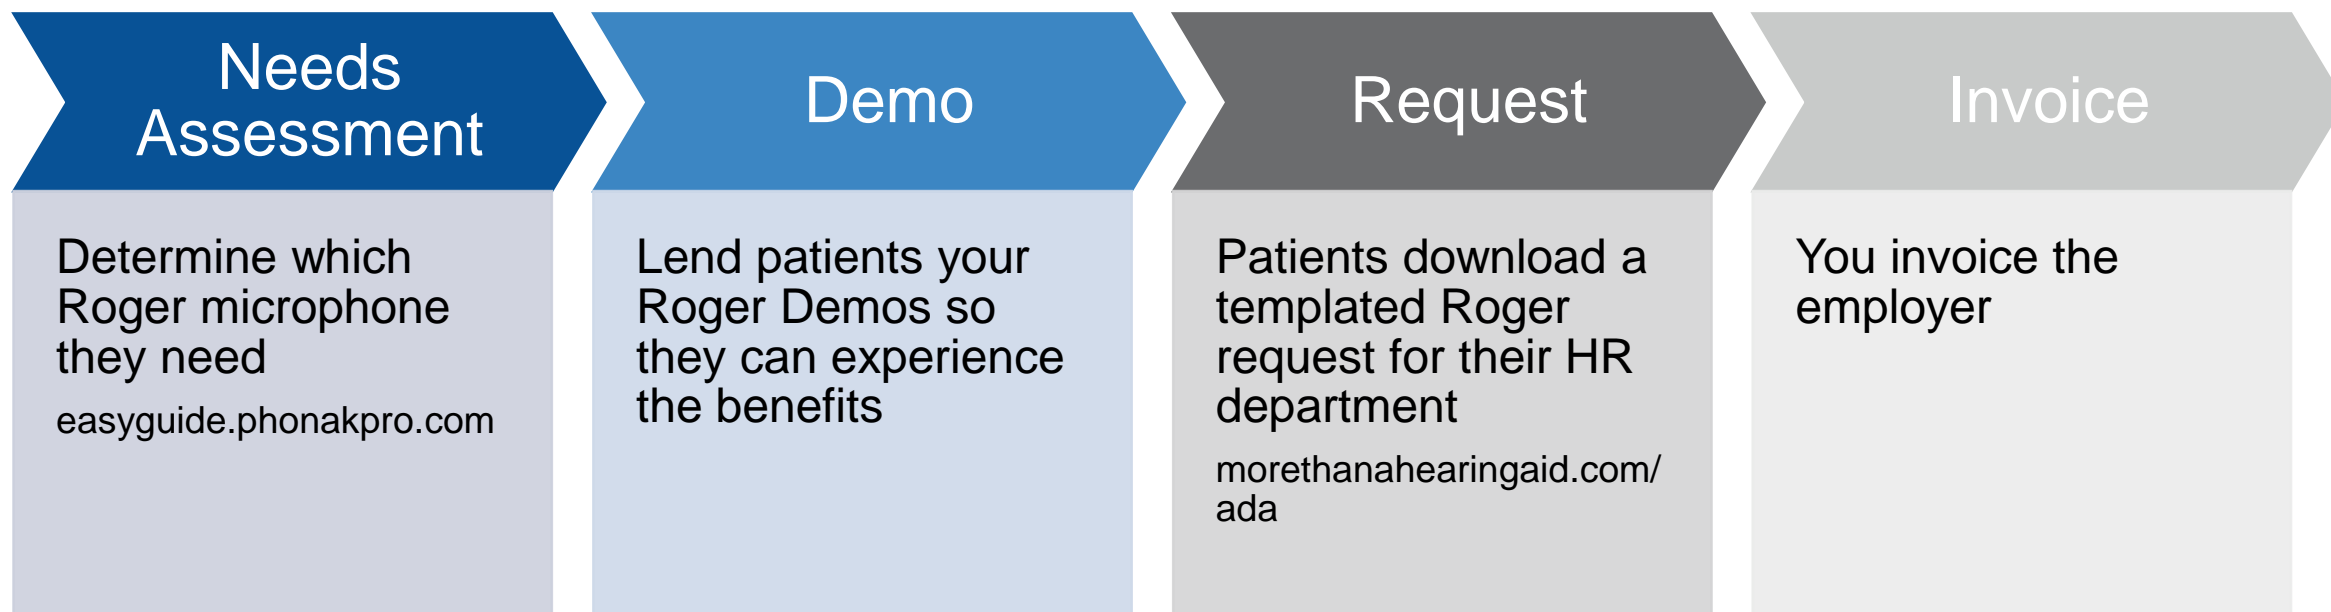 Needs
Assessment
Determine which
Roger microphone
they need
easyguide.phonakpro.com
Demo
Lend patients your
Roger Demos so
they can experience
the benefits
Request
Patients download a
templated Roger
request for their HR
department
morethanahearingaid.com/
ada
Invoice
You invoice the
employer